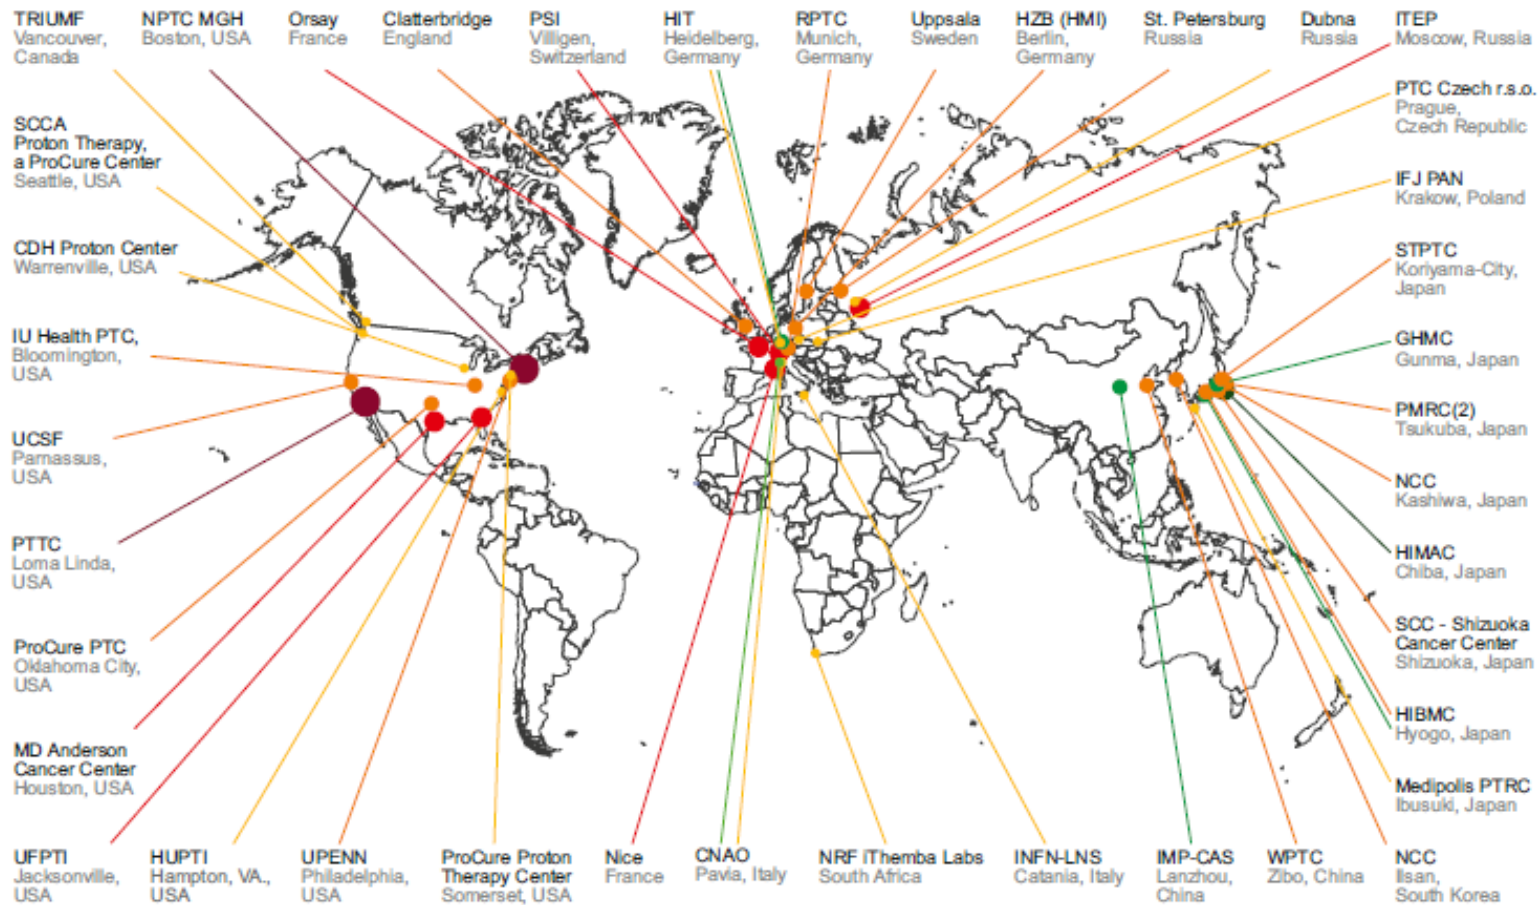 TRIUMF
Vancouver,
Canada
NPTC MGH
Boston, USA
Orsay
France
Clatterbridge
England
PSI
Villigen,
Switzerland
HIT
Heidelberg,
Germany
RPTC
Munich,
Germany
Uppsala
Sweden
HZB (HMI)
Berlin,
Germany
St. Petersburg
Russia
Dubna
Russia
ITEP
Moscow, Russia
PTC Czech r.s.o.
Prague,
Czech Republic
IFJ PAN
Krakow, Poland
STPTC
Koriyama-City,
Japan
GHMC
Gunma, Japan
PMRC(2)
Tsukuba, Japan
NCC
Kashiwa, Japan
HIMAC
Chiba, Japan
SCC - Shizuoka
Cancer Center
Shizuoka, Japan
HIBMC
Hyogo, Japan
Medipolis PTRC
Ibusuki, Japan
SCCA
Proton Therapy,
a ProCure Center
Seattle, USA
CDH Proton Center
Warrenville, USA
IU Health PTC,
Bloomington,
USA
UCSF
Parnassus,
USA
PTTC
Loma Linda,
USA
ProCure PTC
Oklahoma City,
USA
MD Anderson
Cancer Center
Houston, USA
UFPTI
Jacksonville,
USA
HUPTI
Hampton, VA.,
USA
UPENN
Philadelphia,
USA
ProCure Proton
Therapy Center
Somerset, USA
Nice
France
CNAO
Pavia, Italy
NRF iThemba Labs
South Africa
INFN-LNS
Catania, Italy
IMP-CAS
Lanzhou,
China
WPTC
Zibo, China
NCC
Ilsan,
South Korea